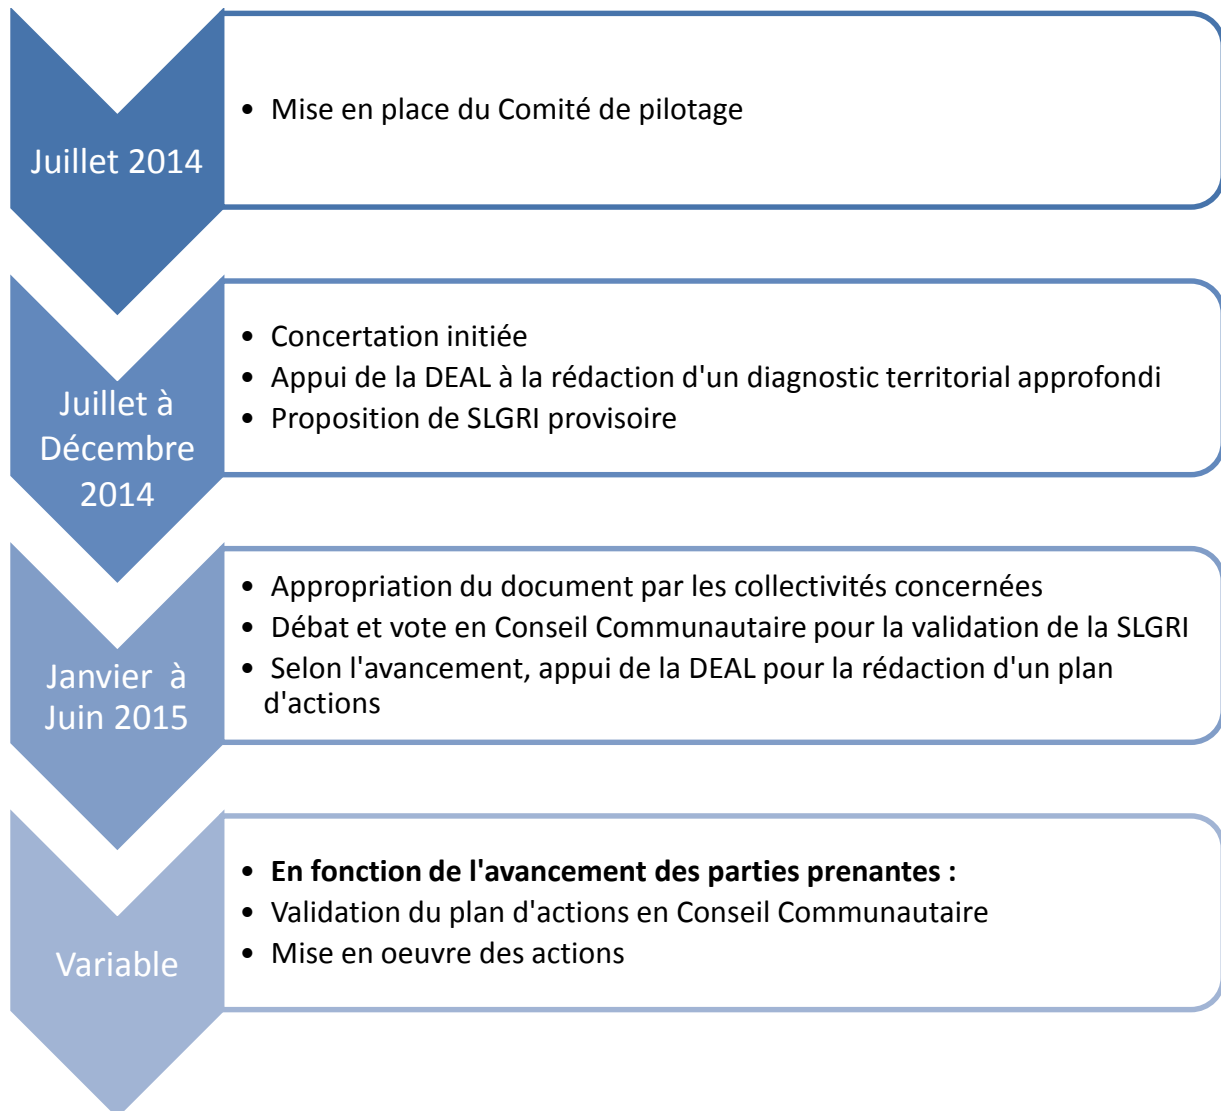 Juillet 2014
• Mise en place du Comité de pilotage
Juillet à
Décembre
2014
• Concertation initiée
• Appui de la DEAL à la rédaction d'un diagnostic territorial approfondi
• Proposition de SLGRI provisoire
Janvier à
Juin 2015
• Appropriation du document par les collectivités concernées
• Débat et vote en Conseil Communautaire pour la validation de la SLGRI
• Selon l'avancement, appui de la DEAL pour la rédaction d'un plan
d'actions
Variable
• En fonction de l'avancement des parties prenantes :
• Validation du plan d'actions en Conseil Communautaire
• Mise en oeuvre des actions